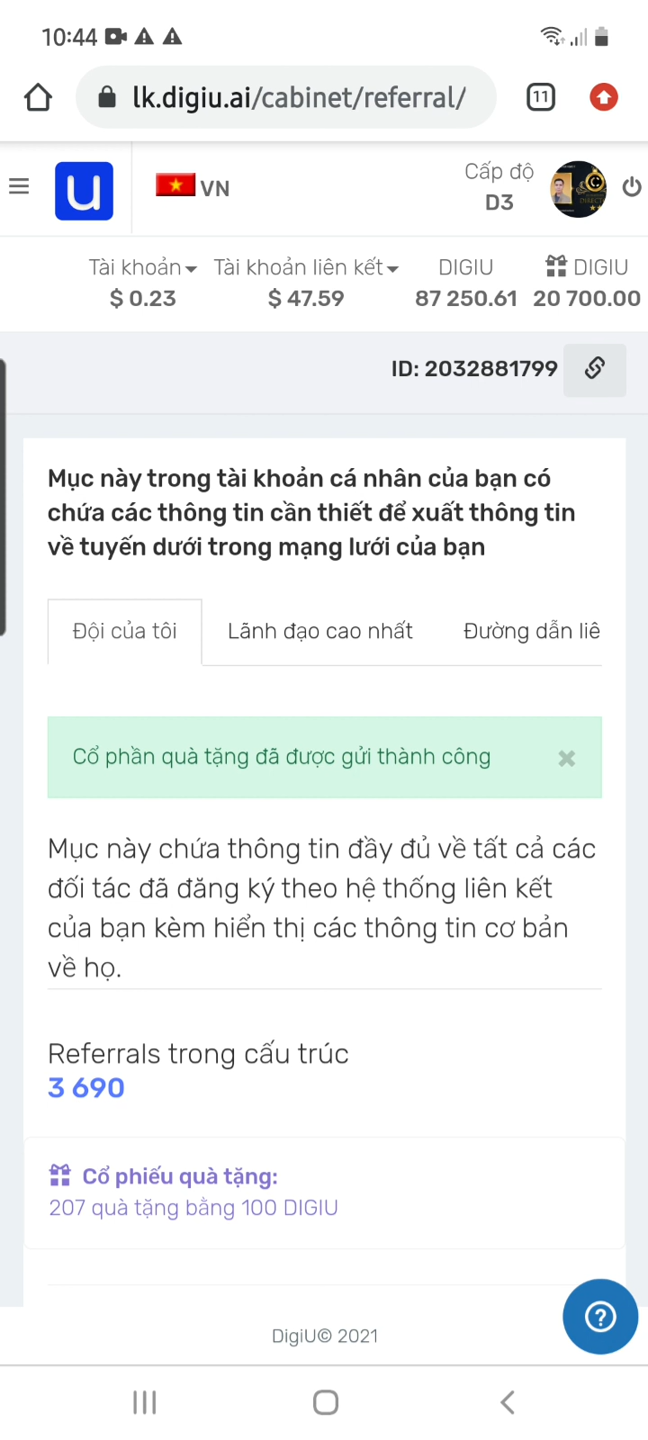 10:44
lk.digiu.ai/cabinet/referral/
11
U
VN
Cấp độ
D3
Tài khoản
$ 0.23
Tài khoản liên kết
$ 47.59
DIGIU
87 250.61
DIGIU
20 700.00
ID: 2032881799
Mục này trong tài khoản cá nhân của bạn có
chứa các thông tin cần thiết để xuất thông tin
về tuyến dưới trong mạng lưới của bạn
Đội của tôi
Lãnh đạo cao nhất
Đường dẫn liê
Cổ phần quà tặng đã được gửi thành công
Mục này chứa thông tin đầy đủ về tất cả các
đối tác đã đăng ký theo hệ thống liên kết
của bạn kèm hiển thị các thông tin cơ bản
về họ.
Referrals trong cấu trúc
3 690
Cổ phiếu quà tặng:
207 quà tặng bằng 100 DIGIU
DigiU© 2021